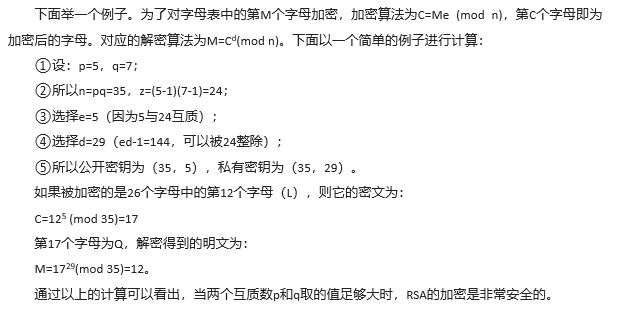 下面举一个例子。为了对字母表中的第M个字母加密，加密算法为C=Me（mod n)，第C个字母即为
加密后的字母。对应的解密算法为M=Cᵈ(mod n)。下面以一个简单的例子进行计算：
①设：p=5，q=7；
②所以n=pq=35，z=(5-1)(7-1)=24；
③选择e=5（因为5与24互质）；
④选择d=29（ed-1=144，可以被24整除）；
⑤所以公开密钥为（35，5），私有密钥为（35，29）。
如果被加密的是26个字母中的第12个字母（L），则它的密文为：
C=12⁵ (mod 35)=17
第17个字母为Q，解密得到的明文为：
M=17²⁹(mod 35)=12。
通过以上的计算可以看出，当两个互质数p和q取的值足够大时，RSA的加密是非常安全的。